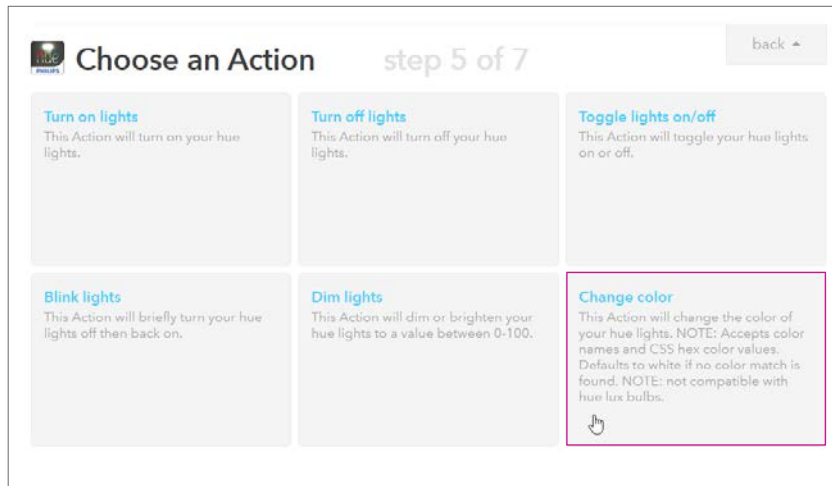 hue
PHILIPS
Choose an Action
step 5 of 7
back
Turn on lights
This Action will turn on your hue
lights.
Turn off lights
This Action will turn off your hue
lights.
Toggle lights on/off
This Action will toggle your hue lights
on or off.
Blink lights
This Action will briefly turn your hue
lights off then back on.
Dim lights
This Action will dim or brighten your
hue lights to a value between 0-100.
Change color
This Action will change the color of
your hue lights. NOTE: Accepts color
names and CSS hex color values.
Defaults to white if no color match is
found. NOTE: not compatible with
hue lux bulbs.